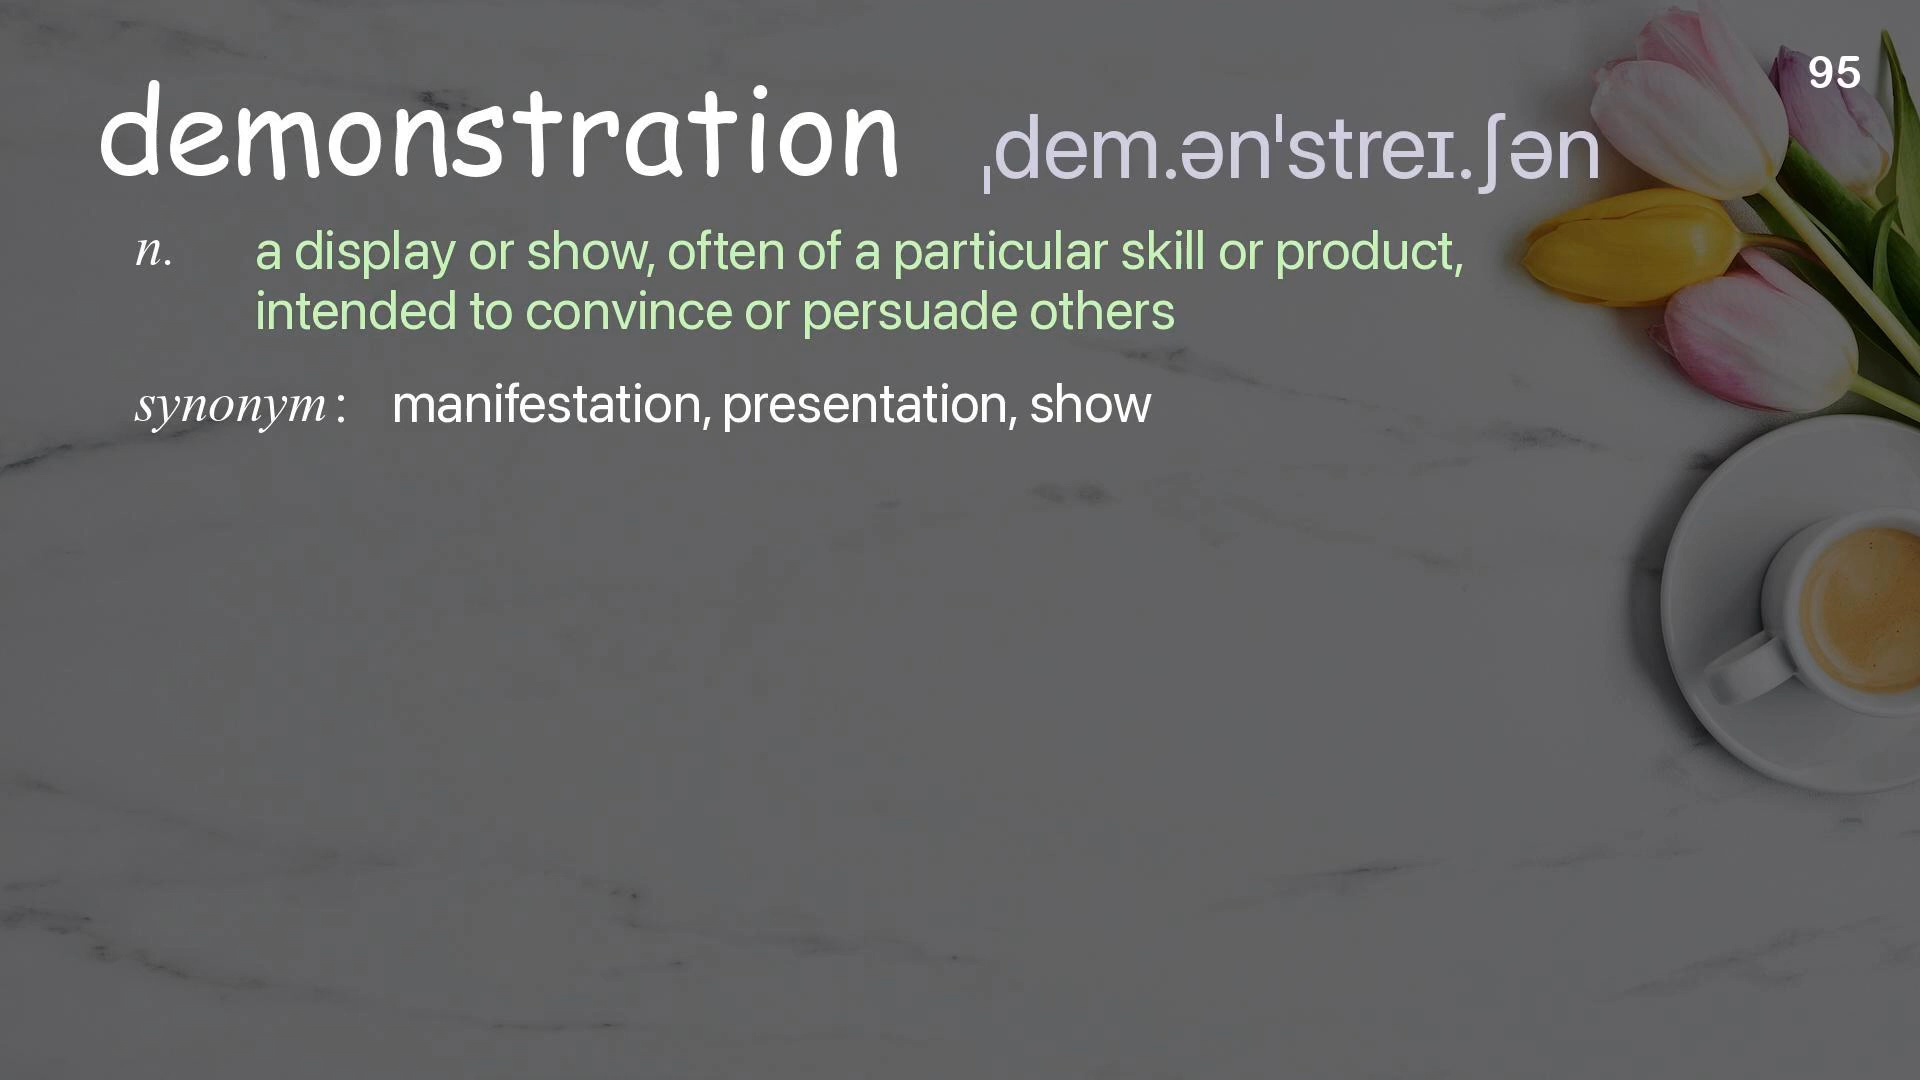 95
demonstration ˌdem.ənˈstreɪ.ʃən
n. a display or show, often of a particular skill or product,
intended to convince or persuade others
synonym: manifestation, presentation, show